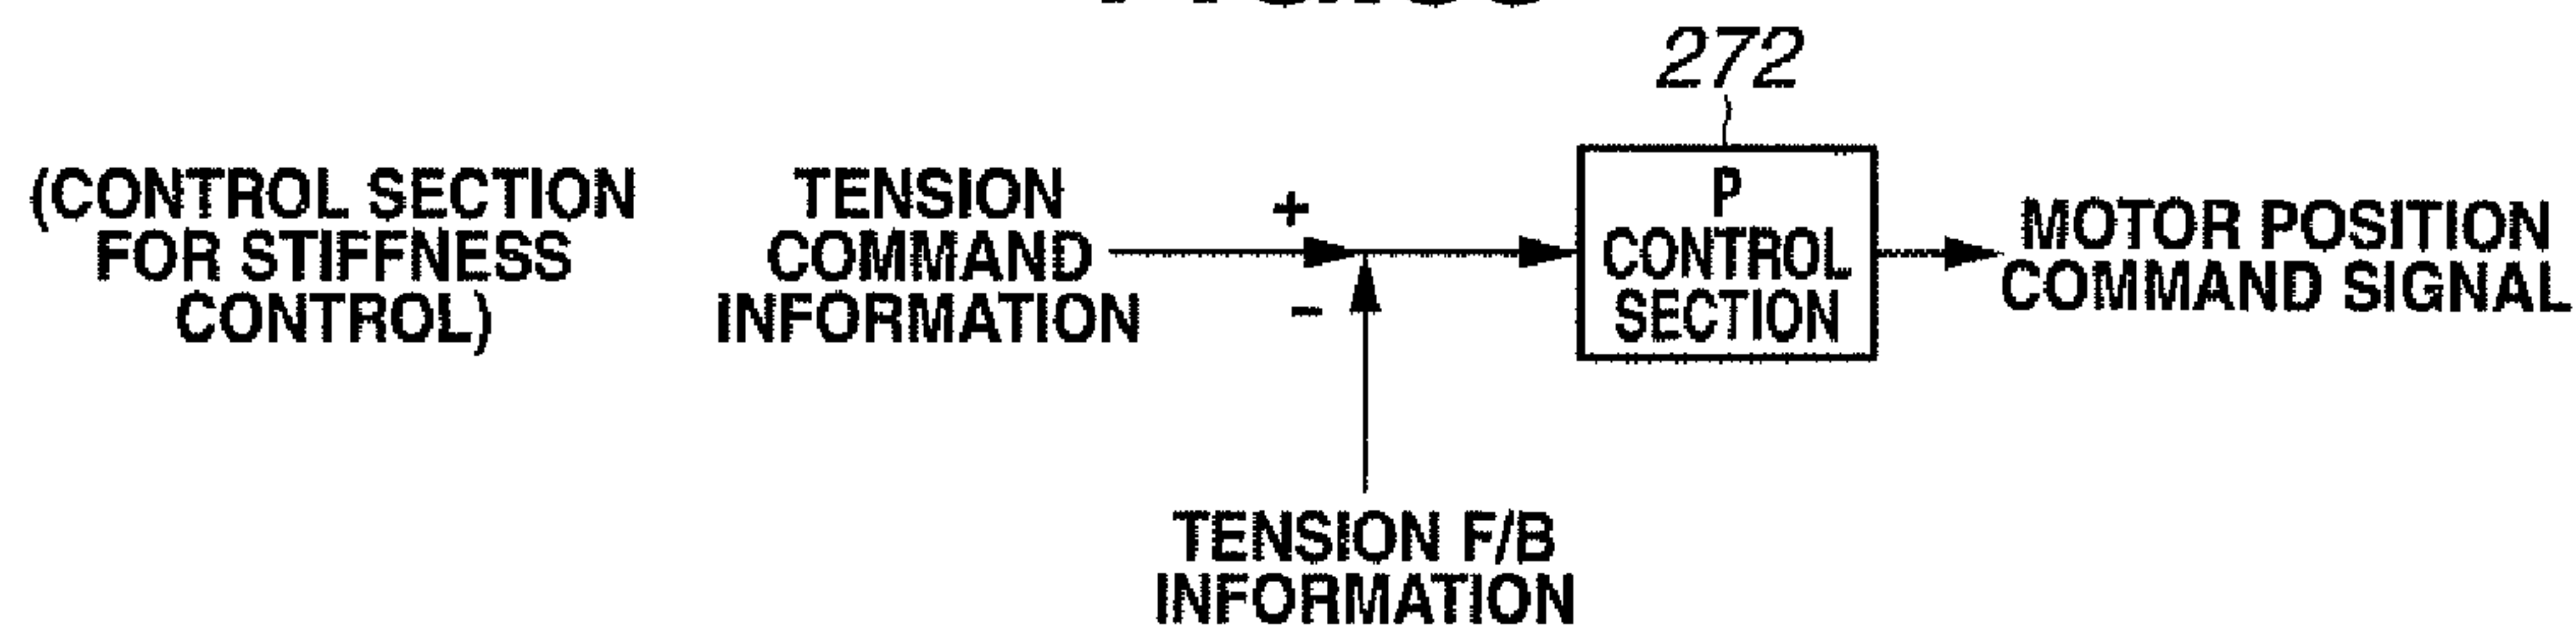 272
(CONTROL SECTION
FOR STIFFNESS
CONTROL)
TENSION
COMMAND
INFORMATION
+
−
P
CONTROL
SECTION
MOTOR POSITION
COMMAND SIGNAL
TENSION F/B
INFORMATION